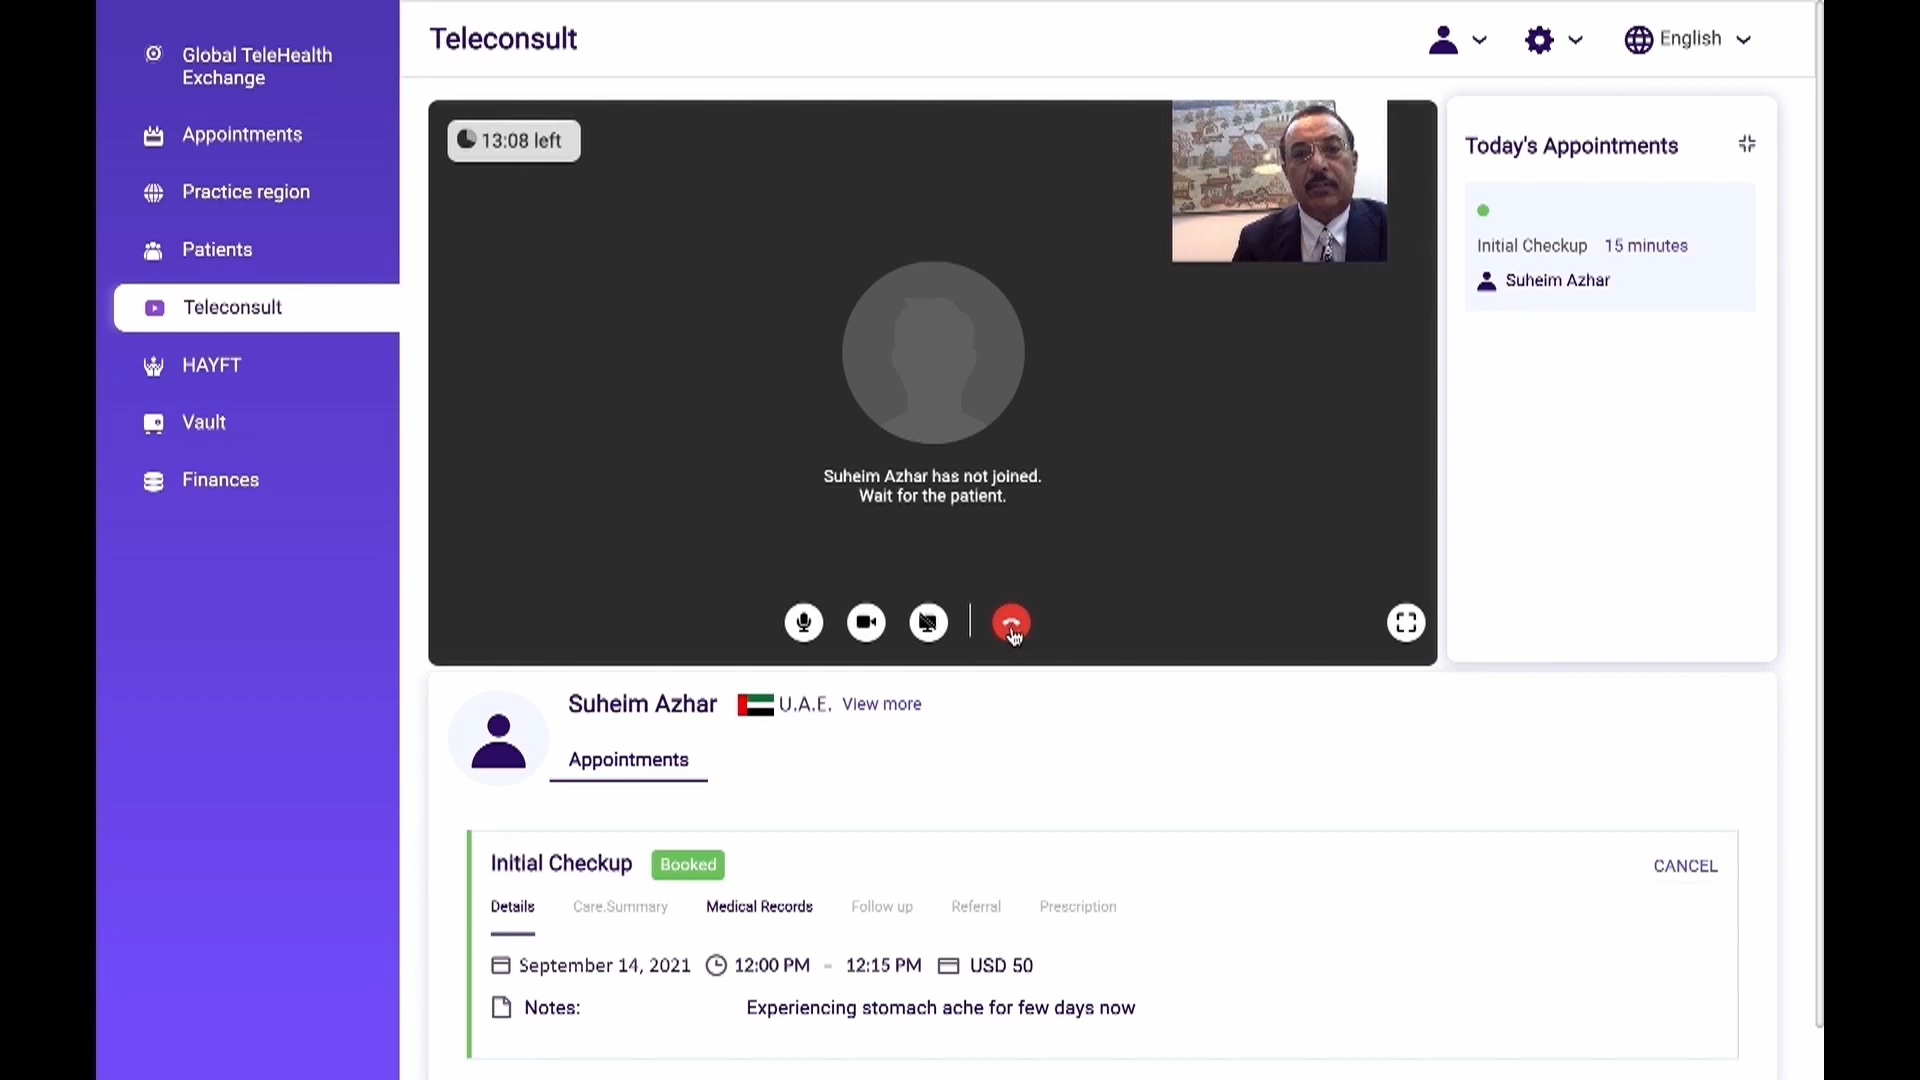 Global TeleHealth
Exchange
Appointments
Practice region
Patients
Teleconsult
HAYFT
Vault
Finances
Teleconsult
English
13:08 left
Suheim Azhar has not joined.
Wait for the patient.
Today's Appointments
Initial Checkup 15 minutes
Suheim Azhar
Suheim Azhar U.A.E. View more
Appointments
Initial Checkup Booked CANCEL
Details Care Summary Medical Records Follow up Referral Prescription
September 14, 2021 12:00 PM - 12:15 PM USD 50
Notes: Experiencing stomach ache for few days now